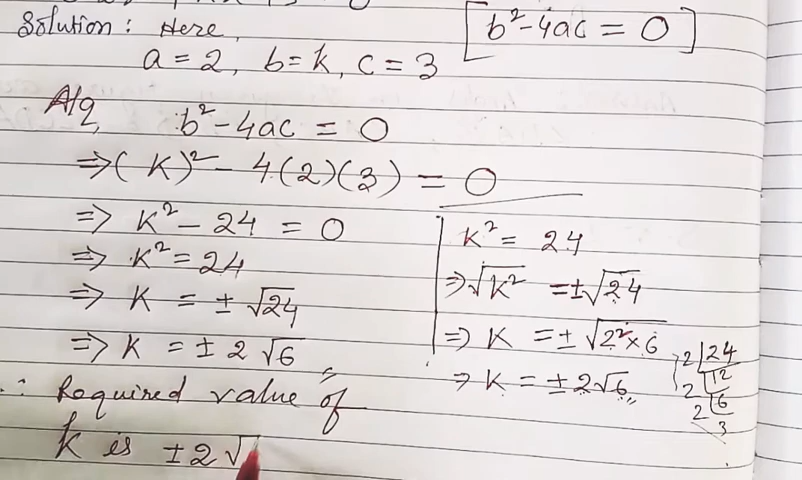 Solution: Here, [b²-4ac = 0]
a = 2, b = k, c = 3
A/q, b² - 4ac = 0
⇒ (k)² - 4(2)(3) = 0
⇒ k² - 24 = 0
⇒ k² = 24
⇒ k = ± √24
⇒ k = ± 2 √6
∴ Required value of
k is ± 2 √
k² = 24
⇒ √k² = ±√24
⇒ k = ± √2²×6
⇒ k = ± 2√6
2 24
2 12
2 6
3